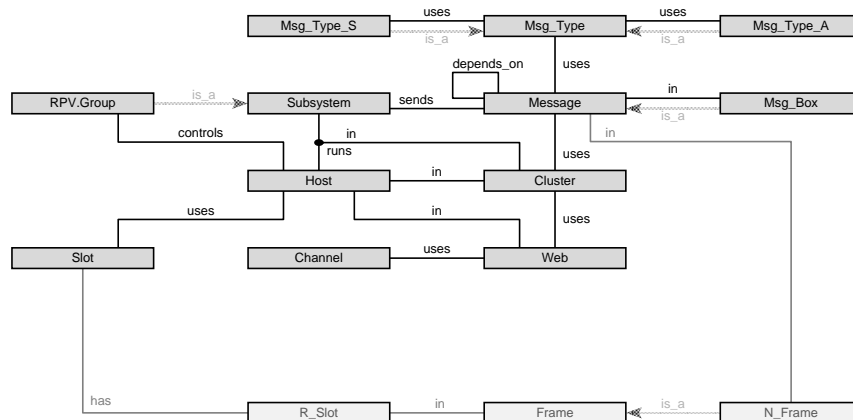 uses
uses
Msg_Type_S
Msg_Type
Msg_Type_A
is_a
is_a
depends_on
uses
RPV.Group
is_a
Subsystem
sends
Message
in
Msg_Box
is_a
controls
in
in
runs
uses
Host
in
Cluster
uses
in
uses
Slot
Channel
uses
Web
has
R_Slot
in
Frame
is_a
N_Frame